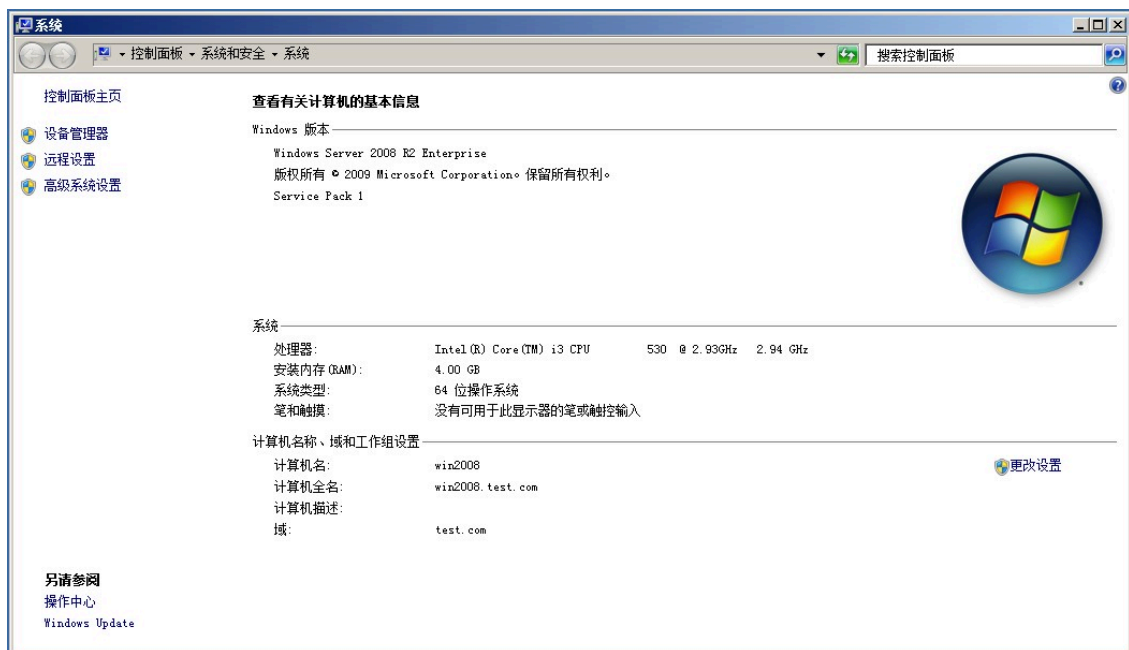 系统
控制面板 系统和安全 系统
搜索控制面板
控制面板主页
设备管理器
远程设置
高级系统设置
查看有关计算机的基本信息
Windows 版本
Windows Server 2008 R2 Enterprise
版权所有 © 2009 Microsoft Corporation。保留所有权利。
Service Pack 1
系统
处理器: Intel(R) Core(TM) i3 CPU 530 @ 2.93GHz 2.94 GHz
安装内存(RAM): 4.00 GB
系统类型: 64 位操作系统
笔和触摸: 没有可用于此显示器的笔或触控输入
计算机名称、域和工作组设置
计算机名: win2008
更改设置
计算机全名: win2008.test.com
计算机描述:
域: test.com
另请参阅
操作中心
Windows Update